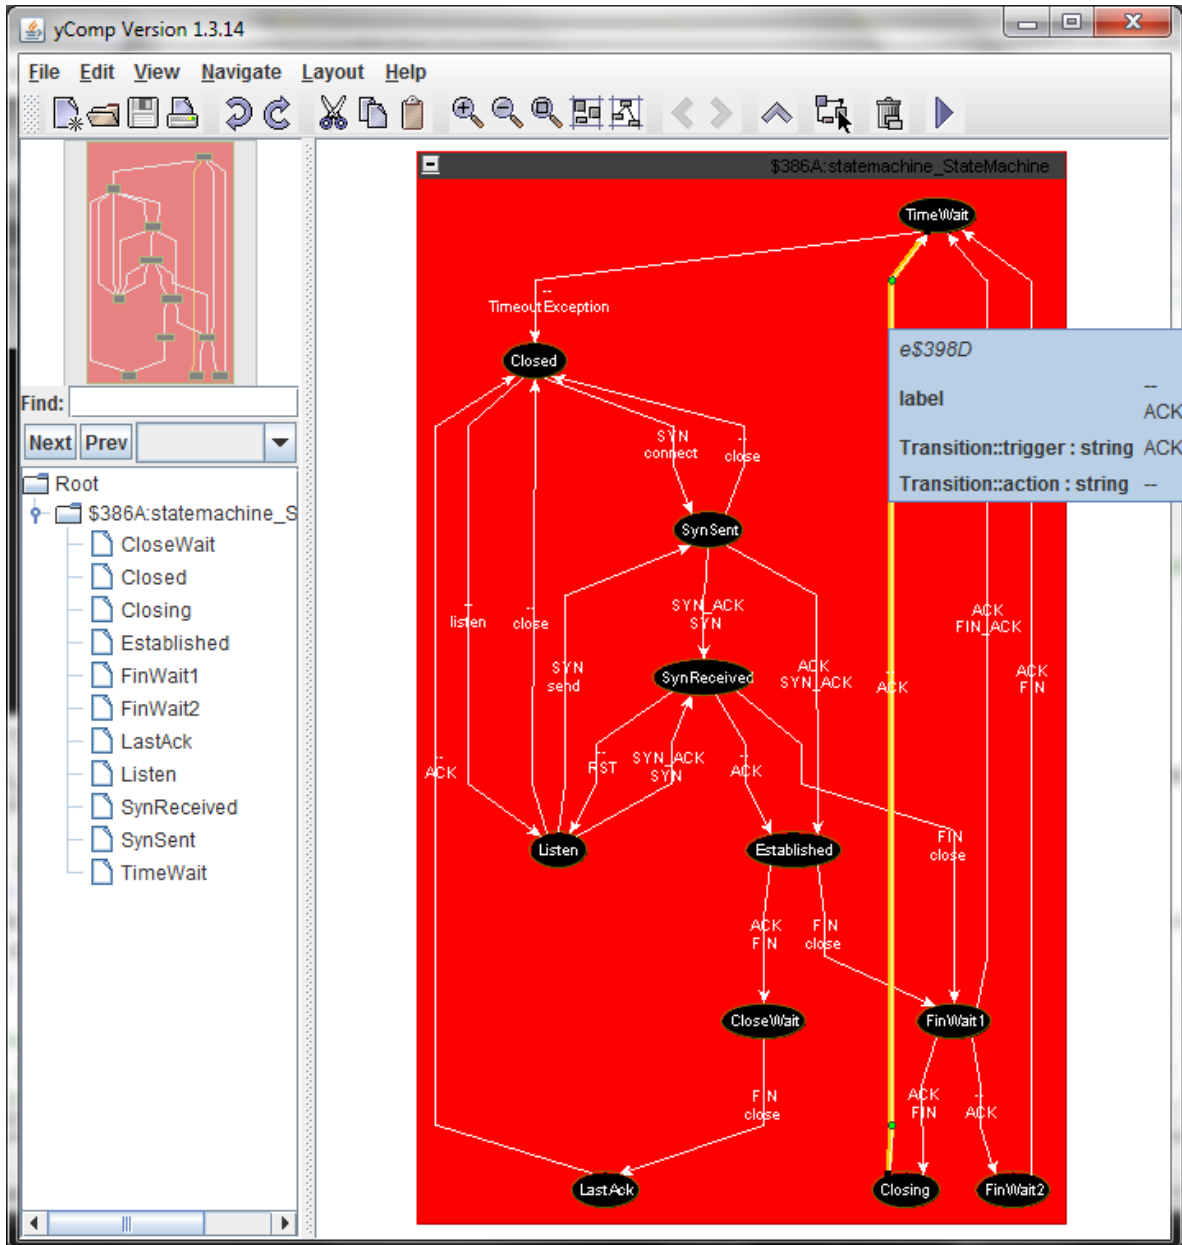 yComp Version 1.3.14
File Edit View Navigate Layout Help
Find:
Next Prev
Root
$386A:statemachine_S
CloseWait
Closed
Closing
Established
FinWait1
FinWait2
LastAck
Listen
SynReceived
SynSent
TimeWait
$386A:statemachine_StateMachine
TimeWait
--
TimeoutException
Closed
e$398D
label
--
ACK
Transition::trigger : string ACK
Transition::action : string --
SYN
connect
--
close
SynSent
--
listen
--
close
SYN_ACK
SYN
ACK
FIN_ACK
SYN
send
SynReceived
ACK
SYN_ACK
--
ACK
ACK
FIN
--
ACK
--
RST
SYN_ACK
SYN
--
ACK
Listen
Established
FIN
close
ACK
FIN
FIN
close
CloseWait
FinWait1
FIN
close
ACK
FIN
--
ACK
LastAck
Closing
FinWait2